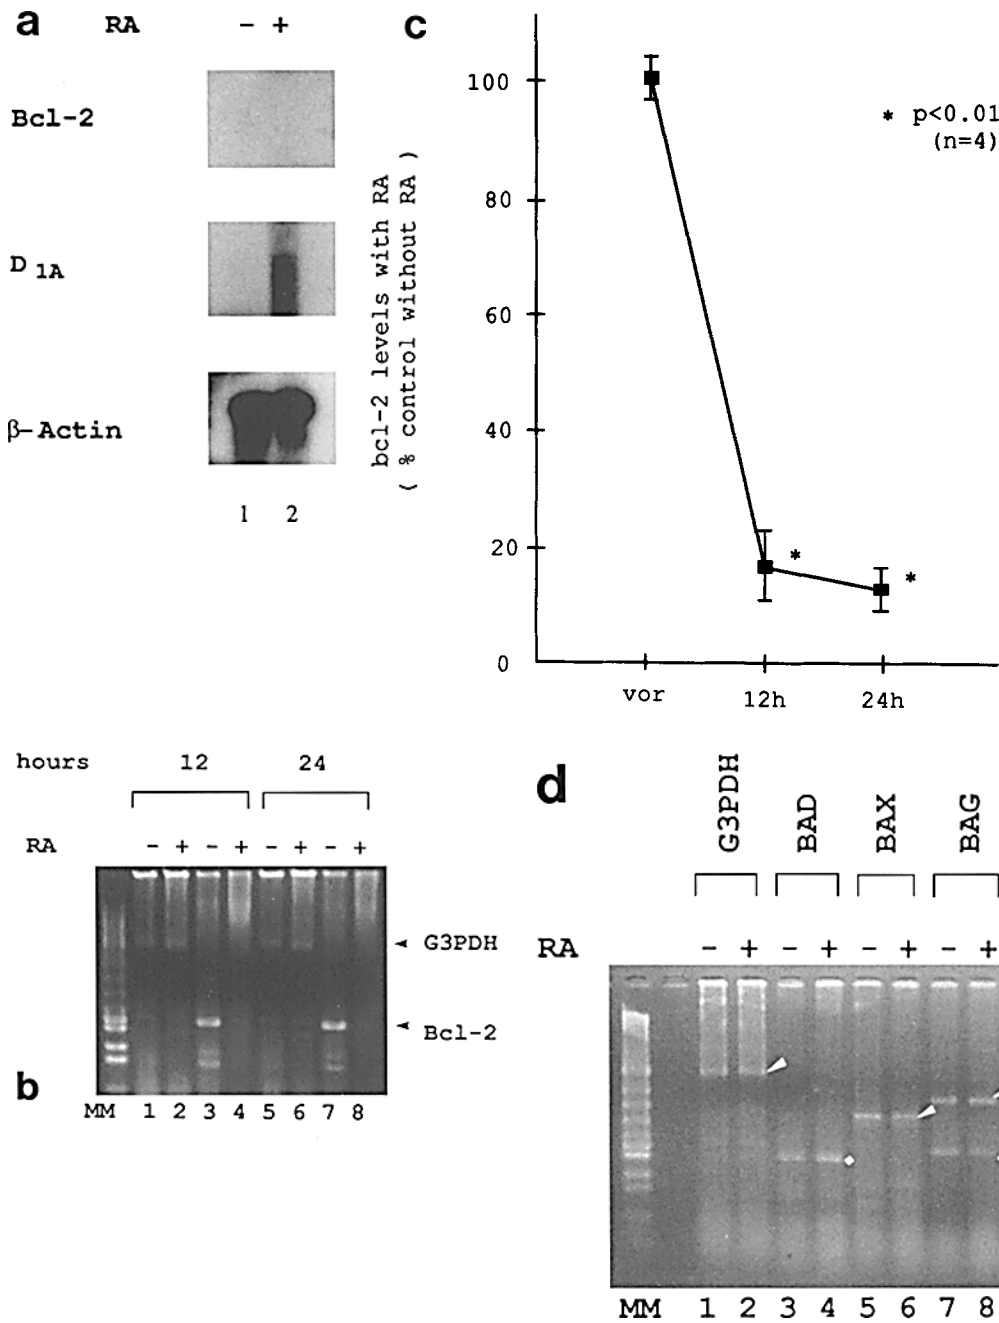 a
RA - +
Bcl-2
D 1A
β-Actin
1 2
c
bcl-2 levels with RA
( % control without RA )
100
80
60
40
20
0
* p<0.01
(n=4)
*
*
vor 12h 24h
hours 12 24
RA - + - + - + - +
G3PDH
Bcl-2
b
MM 1 2 3 4 5 6 7 8
d
G3PDH BAD BAX BAG
RA - + - + - + - +
MM 1 2 3 4 5 6 7 8